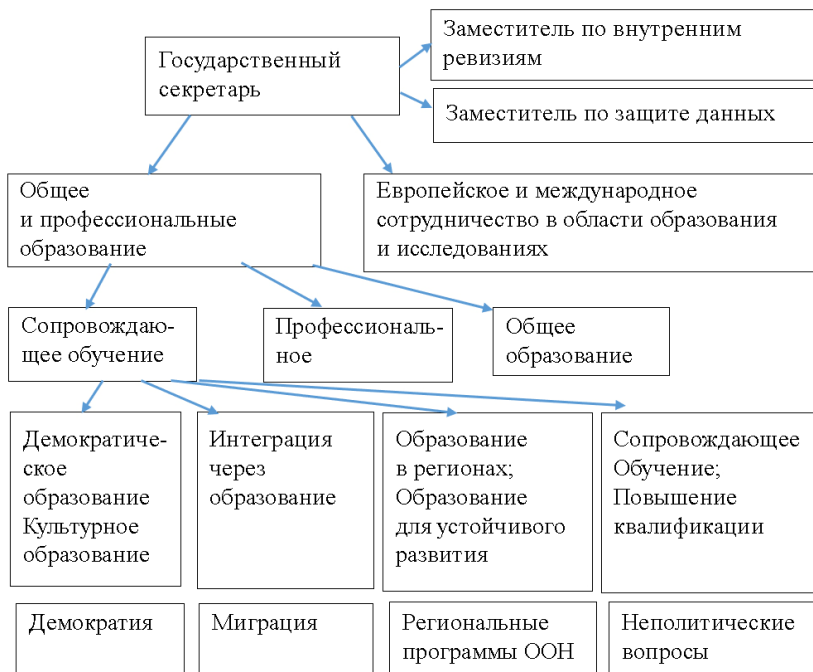 Государственный
секретарь
Заместитель по внутренним
ревизиям
Заместитель по защите данных
Общее
и профессиональные
образование
Европейское и международное
сотрудничество в области образования
и исследованиях
Сопровождаю-
щее обучение
Профессиональ-
ное
Общее
образование
Демократиче-
ское
образование
Культурное
образование
Интеграция
через
образование
Образование
в регионах;
Образование
для устойчивого
развития
Сопровождающее
Обучение;
Повышение
квалификации
Демократия
Миграция
Региональные
программы ООН
Неполитические
вопросы